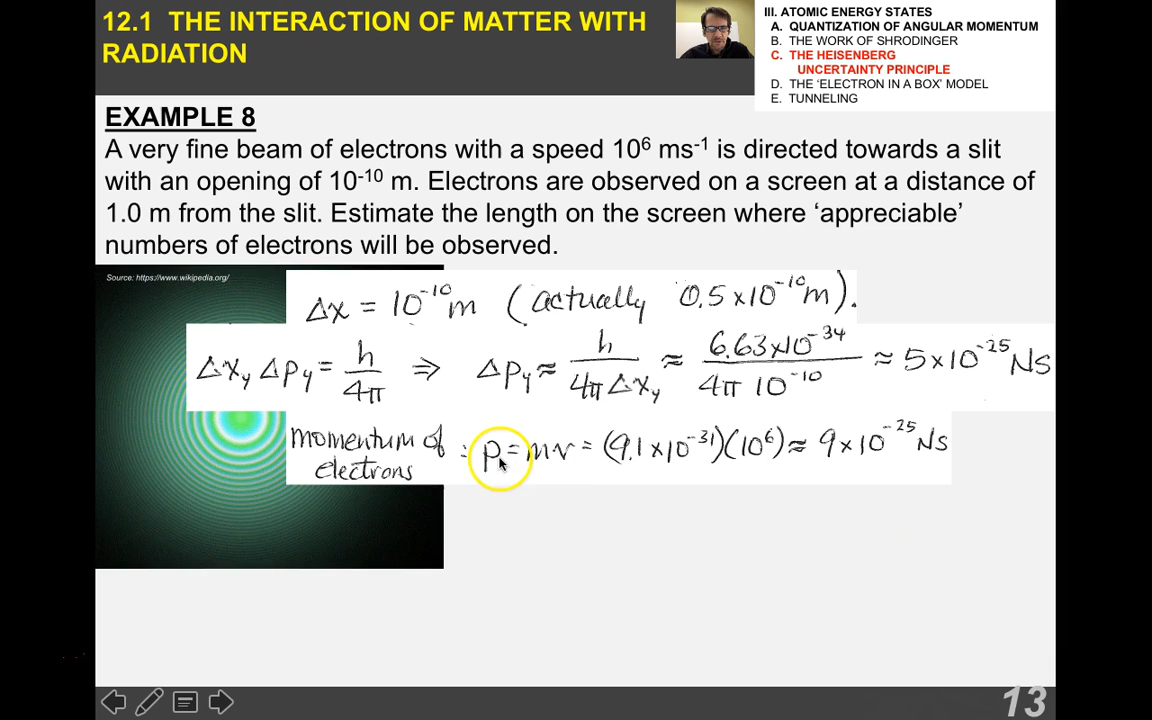 12.1 THE INTERACTION OF MATTER WITH
RADIATION
III. ATOMIC ENERGY STATES
A. QUANTIZATION OF ANGULAR MOMENTUM
B. THE WORK OF SHRODINGER
C. THE HEISENBERG
UNCERTAINTY PRINCIPLE
D. THE ‘ELECTRON IN A BOX’ MODEL
E. TUNNELING
EXAMPLE 8
A very fine beam of electrons with a speed 10⁶ ms⁻¹ is directed towards a slit
with an opening of 10⁻¹⁰ m. Electrons are observed on a screen at a distance of
1.0 m from the slit. Estimate the length on the screen where ‘appreciable’
numbers of electrons will be observed.
Source: https://www.wikipedia.org/
Δx = 10⁻¹⁰ m (actually 0.5×10⁻¹⁰ m).
Δx_y Δp_y = h/4π ⇒ Δp_y ≈ h/(4π Δx_y) ≈ 6.63×10⁻³⁴/(4π 10⁻¹⁰) ≈ 5×10⁻²⁵ Ns
momentum of
electrons : p = mv = (9.1×10⁻³¹)(10⁶) ≈ 9×10⁻²⁵ Ns
13